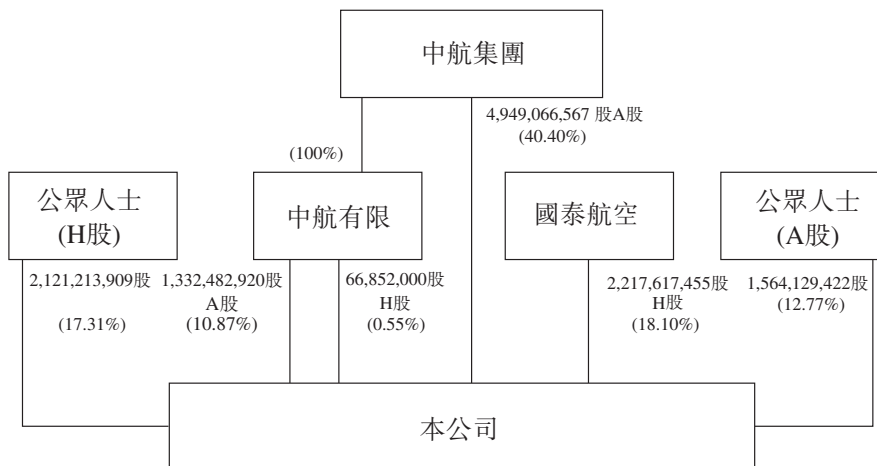 中航集團
4,949,066,567 股A股
(40.40%)
(100%)
公眾人士
(H股)
中航有限
國泰航空
公眾人士
(A股)
2,121,213,909股
(17.31%)
1,332,482,920股
A股
(10.87%)
66,852,000股
H股
(0.55%)
2,217,617,455股
H股
(18.10%)
1,564,129,422股
(12.77%)
本公司